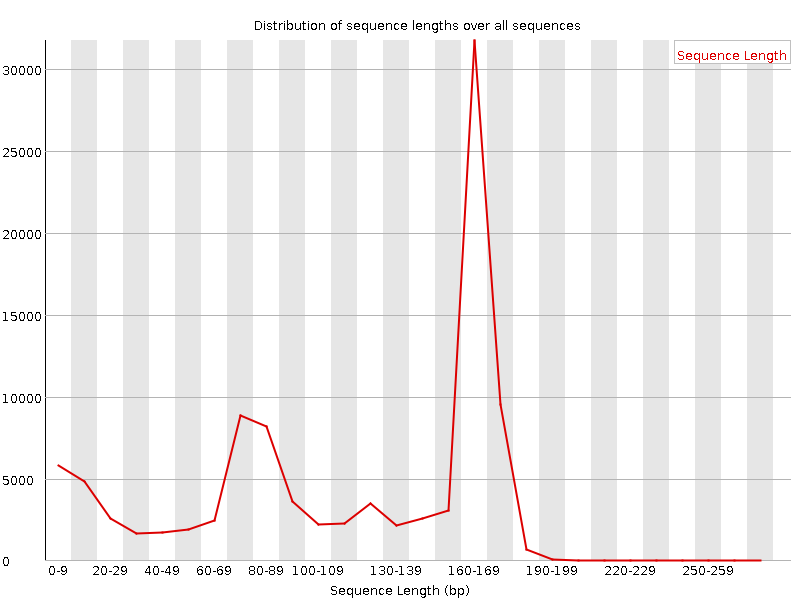 Distribution of sequence lengths over all sequences
Sequence Length
30000
25000
20000
15000
10000
5000
0
0-9 20-29 40-49 60-69 80-89 100-109 130-139 160-169 190-199 220-229 250-259
Sequence Length (bp)